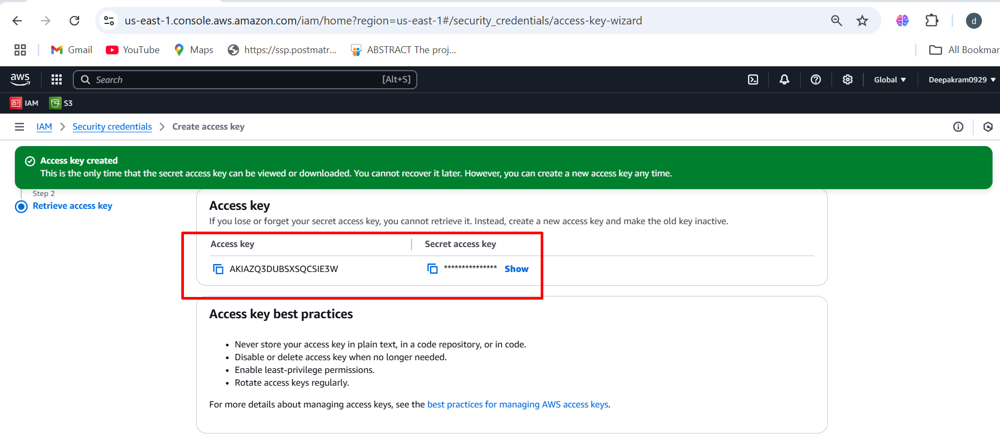 us-east-1.console.aws.amazon.com/iam/home?region=us-east-1#/security_credentials/access-key-wizard
d
Gmail YouTube Maps https://ssp.postmatr... ABSTRACT The proj... All Bookmar
aws Search [Alt+S] Global Deepakram0929
IAM S3
IAM Security credentials Create access key
Access key created
This is the only time that the secret access key can be viewed or downloaded. You cannot recover it later. However, you can create a new access key any time.
Step 2
Retrieve access key
Access key
If you lose or forget your secret access key, you cannot retrieve it. Instead, create a new access key and make the old key inactive.
Access key Secret access key
AKIAZQ3DUBSXSQCSIE3W *************** Show
Access key best practices
• Never store your access key in plain text, in a code repository, or in code.
• Disable or delete access key when no longer needed.
• Enable least-privilege permissions.
• Rotate access keys regularly.
For more details about managing access keys, see the best practices for managing AWS access keys.